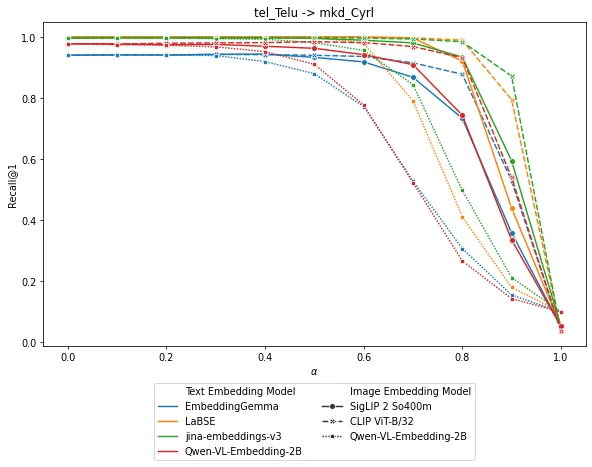 tel_Telu -> mkd_Cyrl
1.0
0.8
0.6
0.4
0.2
0.0
Recall@1
0.0 0.2 0.4 0.6 0.8 1.0
α
Text Embedding Model
EmbeddingGemma
LaBSE
jina-embeddings-v3
Qwen-VL-Embedding-2B
Image Embedding Model
SigLIP 2 So400m
CLIP ViT-B/32
Qwen-VL-Embedding-2B